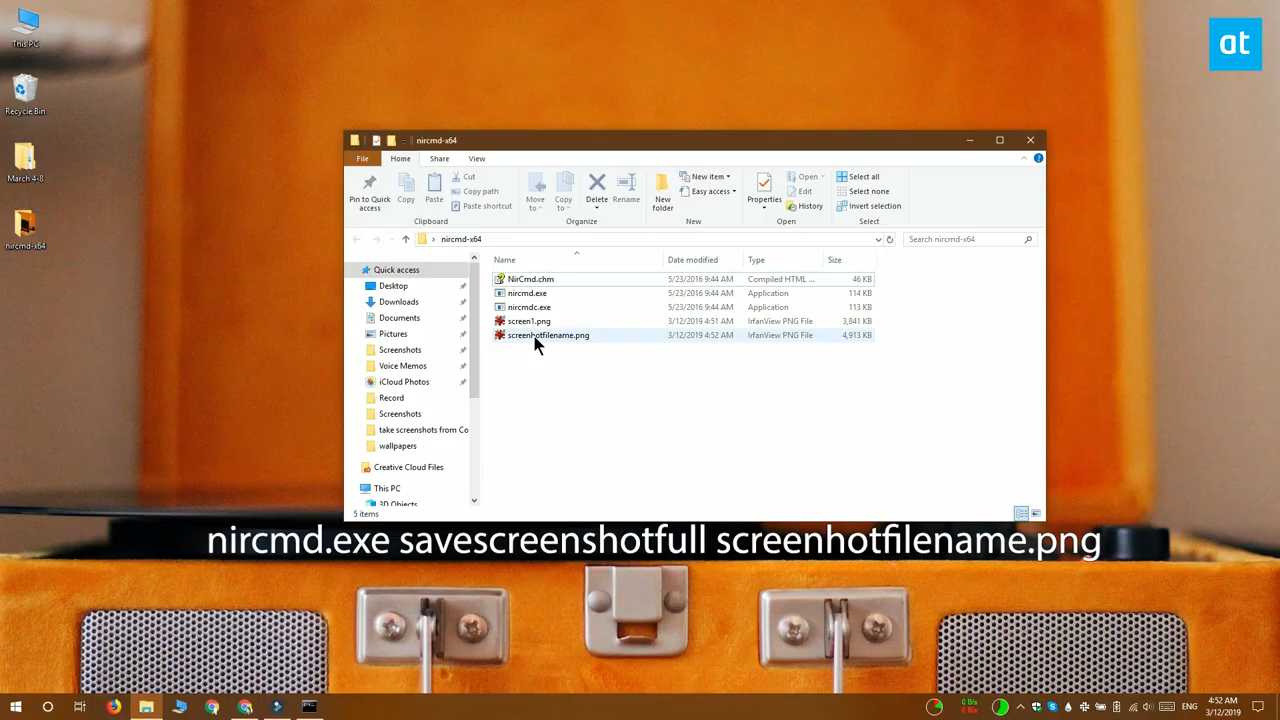 This PC
Recycle Bin
March 4-8
nircmd-x64
at
nircmd-x64
File Home Share View
Pin to Quick access
Copy
Paste
Cut
Copy path
Paste shortcut
Clipboard
Move to
Copy to
Delete
Rename
Organize
New folder
New item
Easy access
New
Properties
Open
Edit
History
Open
Select all
Select none
Invert selection
Select
nircmd-x64
Search nircmd-x64
Name Date modified Type Size
NirCmd.chm 5/23/2016 9:44 AM Compiled HTML ... 46 KB
nircmd.exe 5/23/2016 9:44 AM Application 114 KB
nircmdc.exe 5/23/2016 9:44 AM Application 113 KB
screen1.png 3/12/2019 4:51 AM IrfanView PNG File 3,841 KB
screenhotfilename.png 3/12/2019 4:52 AM IrfanView PNG File 4,913 KB
Quick access
Desktop
Downloads
Documents
Pictures
Screenshots
Voice Memos
iCloud Photos
Record
Screenshots
take screenshots from Co
wallpapers
Creative Cloud Files
This PC
3D Objects
5 items
nircmd.exe savescreenshotfull screenhotfilename.png
0 B/s
0 B/s
ENG
4:52 AM
3/12/2019